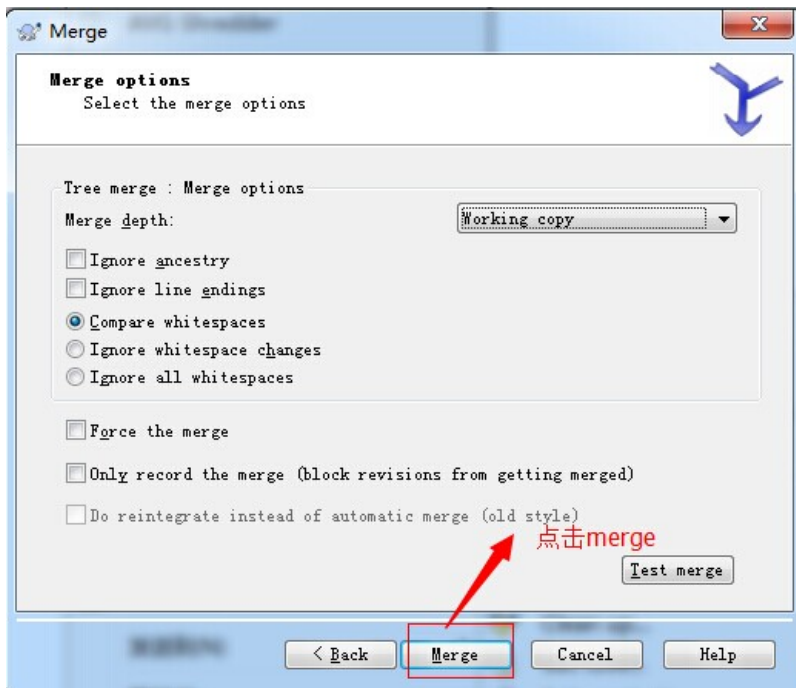 Merge
Merge options
Select the merge options
Tree merge : Merge options
Merge depth:
Working copy
Ignore ancestry
Ignore line endings
Compare whitespaces
Ignore whitespace changes
Ignore all whitespaces
Force the merge
Only record the merge (block revisions from getting merged)
Do reintegrate instead of automatic merge (old style)
点击merge
Test merge
< Back
Merge
Cancel
Help